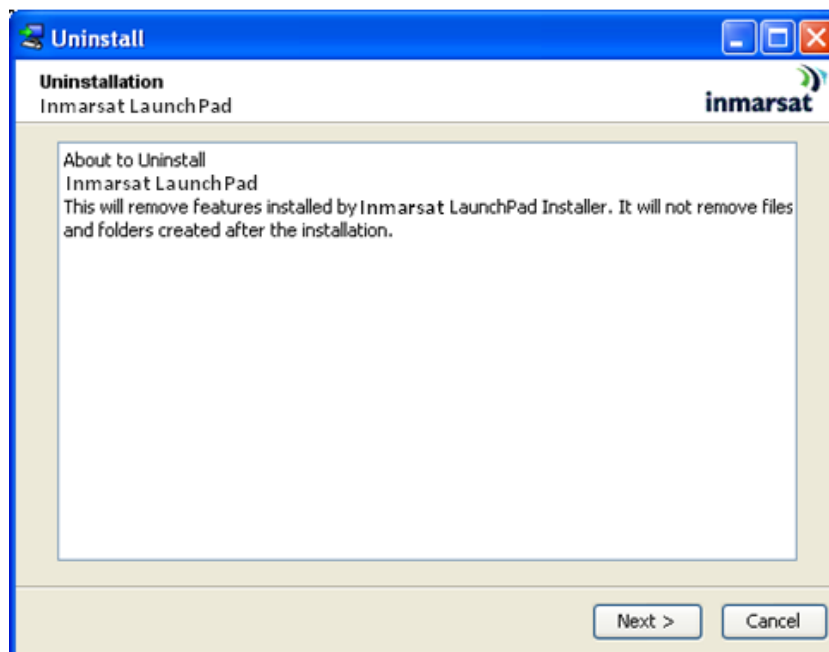 Uninstall
Uninstallation
Inmarsat LaunchPad
inmarsat
About to Uninstall
Inmarsat LaunchPad
This will remove features installed by Inmarsat LaunchPad Installer. It will not remove files
and folders created after the installation.
Next >
Cancel